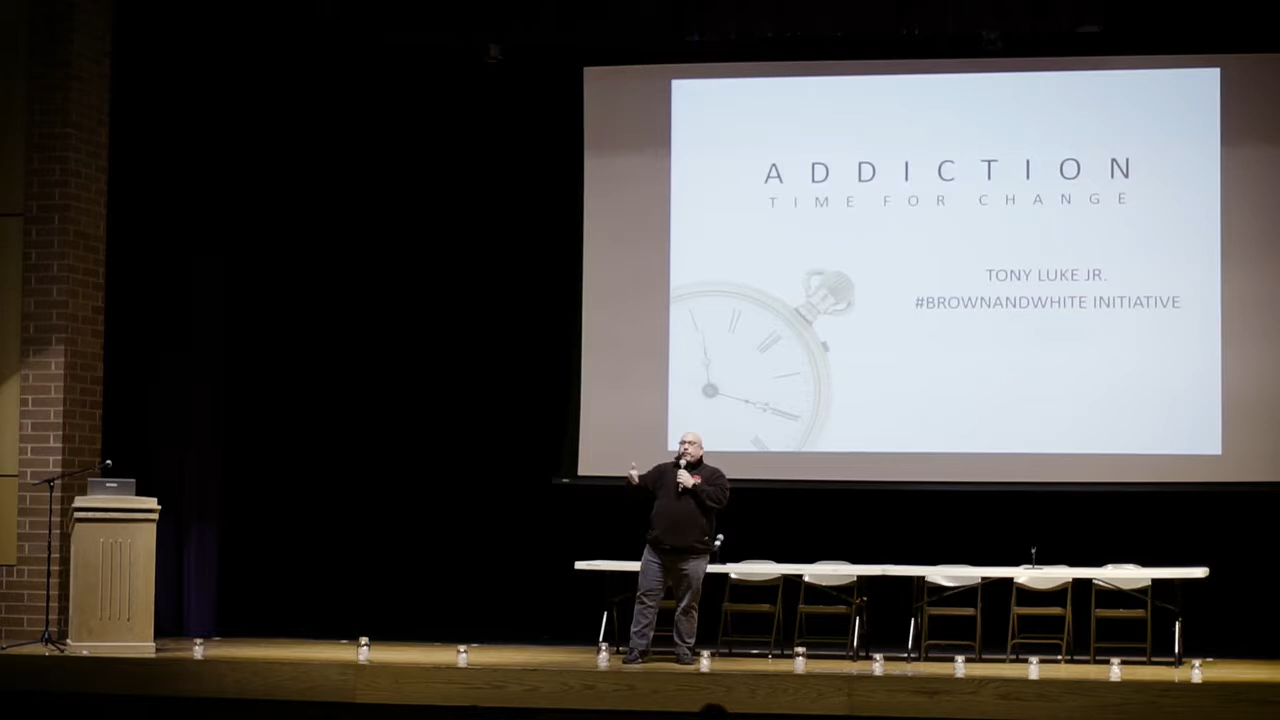 ADDICTION
TIME FOR CHANGE
TONY LUKE JR.
#BROWNANDWHITE INITIATIVE